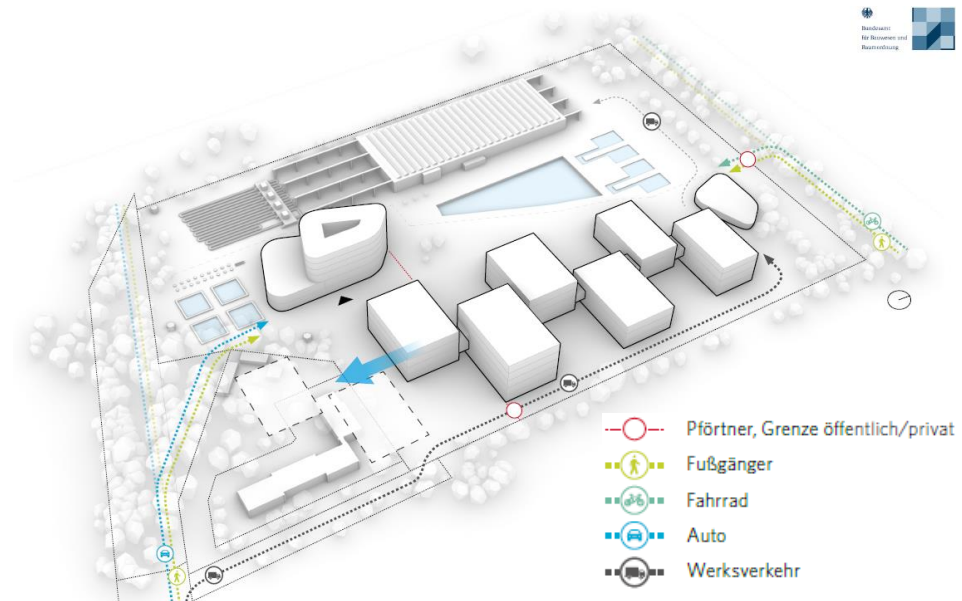 Bundesamt
für Bauwesen und
Raumordnung
Pförtner, Grenze öffentlich/privat
Fußgänger
Fahrrad
Auto
Werksverkehr